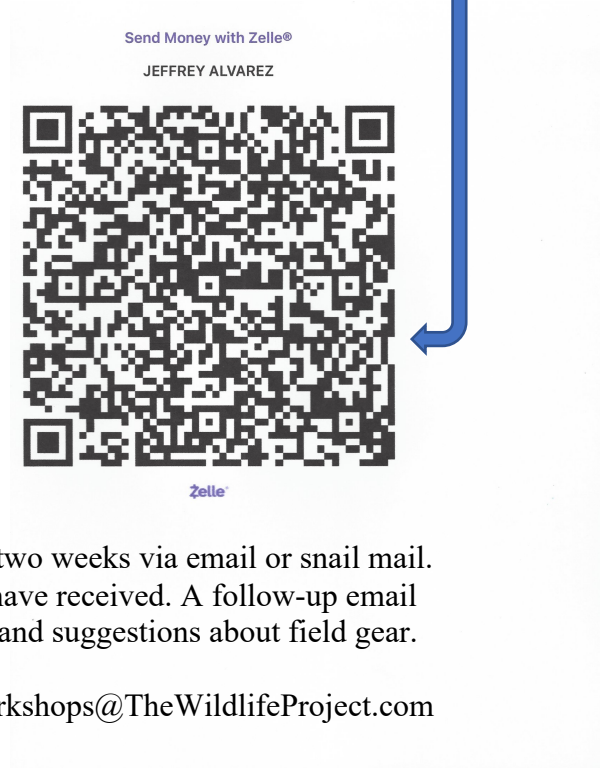 Send Money with Zelle®
JEFFREY ALVAREZ
Zelle®
two weeks via email or snail mail.
have received. A follow-up email
and suggestions about field gear.
rkshops@TheWildlifeProject.com